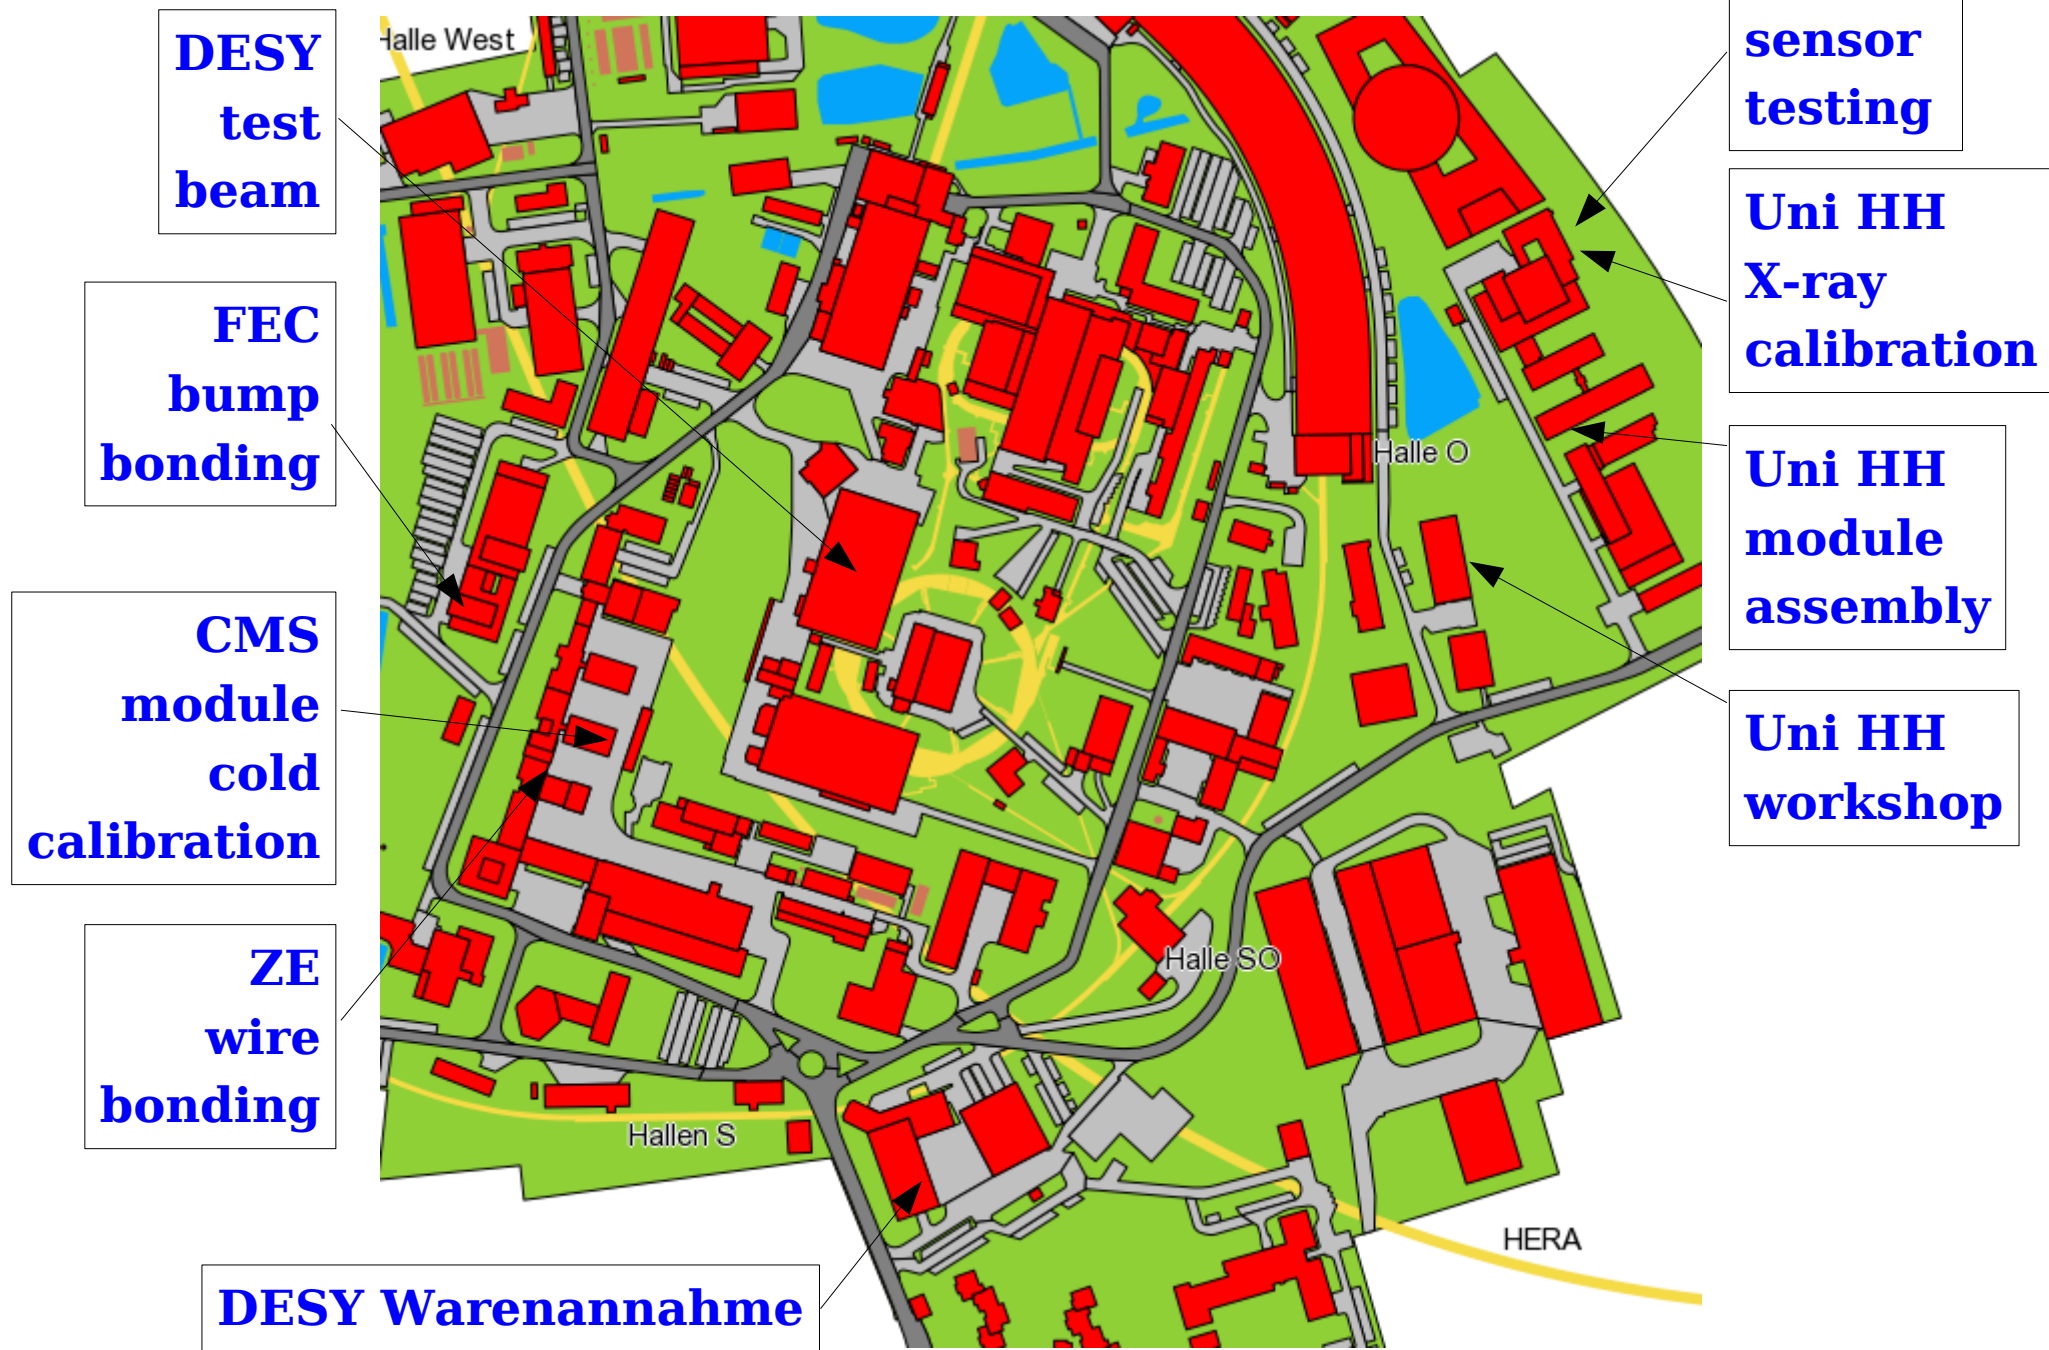 DESY
test
beam
FEC
bump
bonding
CMS
module
cold
calibration
ZE
wire
bonding
DESY Warenannahme
Halle West
Halle O
Halle SO
Hallen S
HERA
sensor
testing
Uni HH
X-ray
calibration
Uni HH
module
assembly
Uni HH
workshop